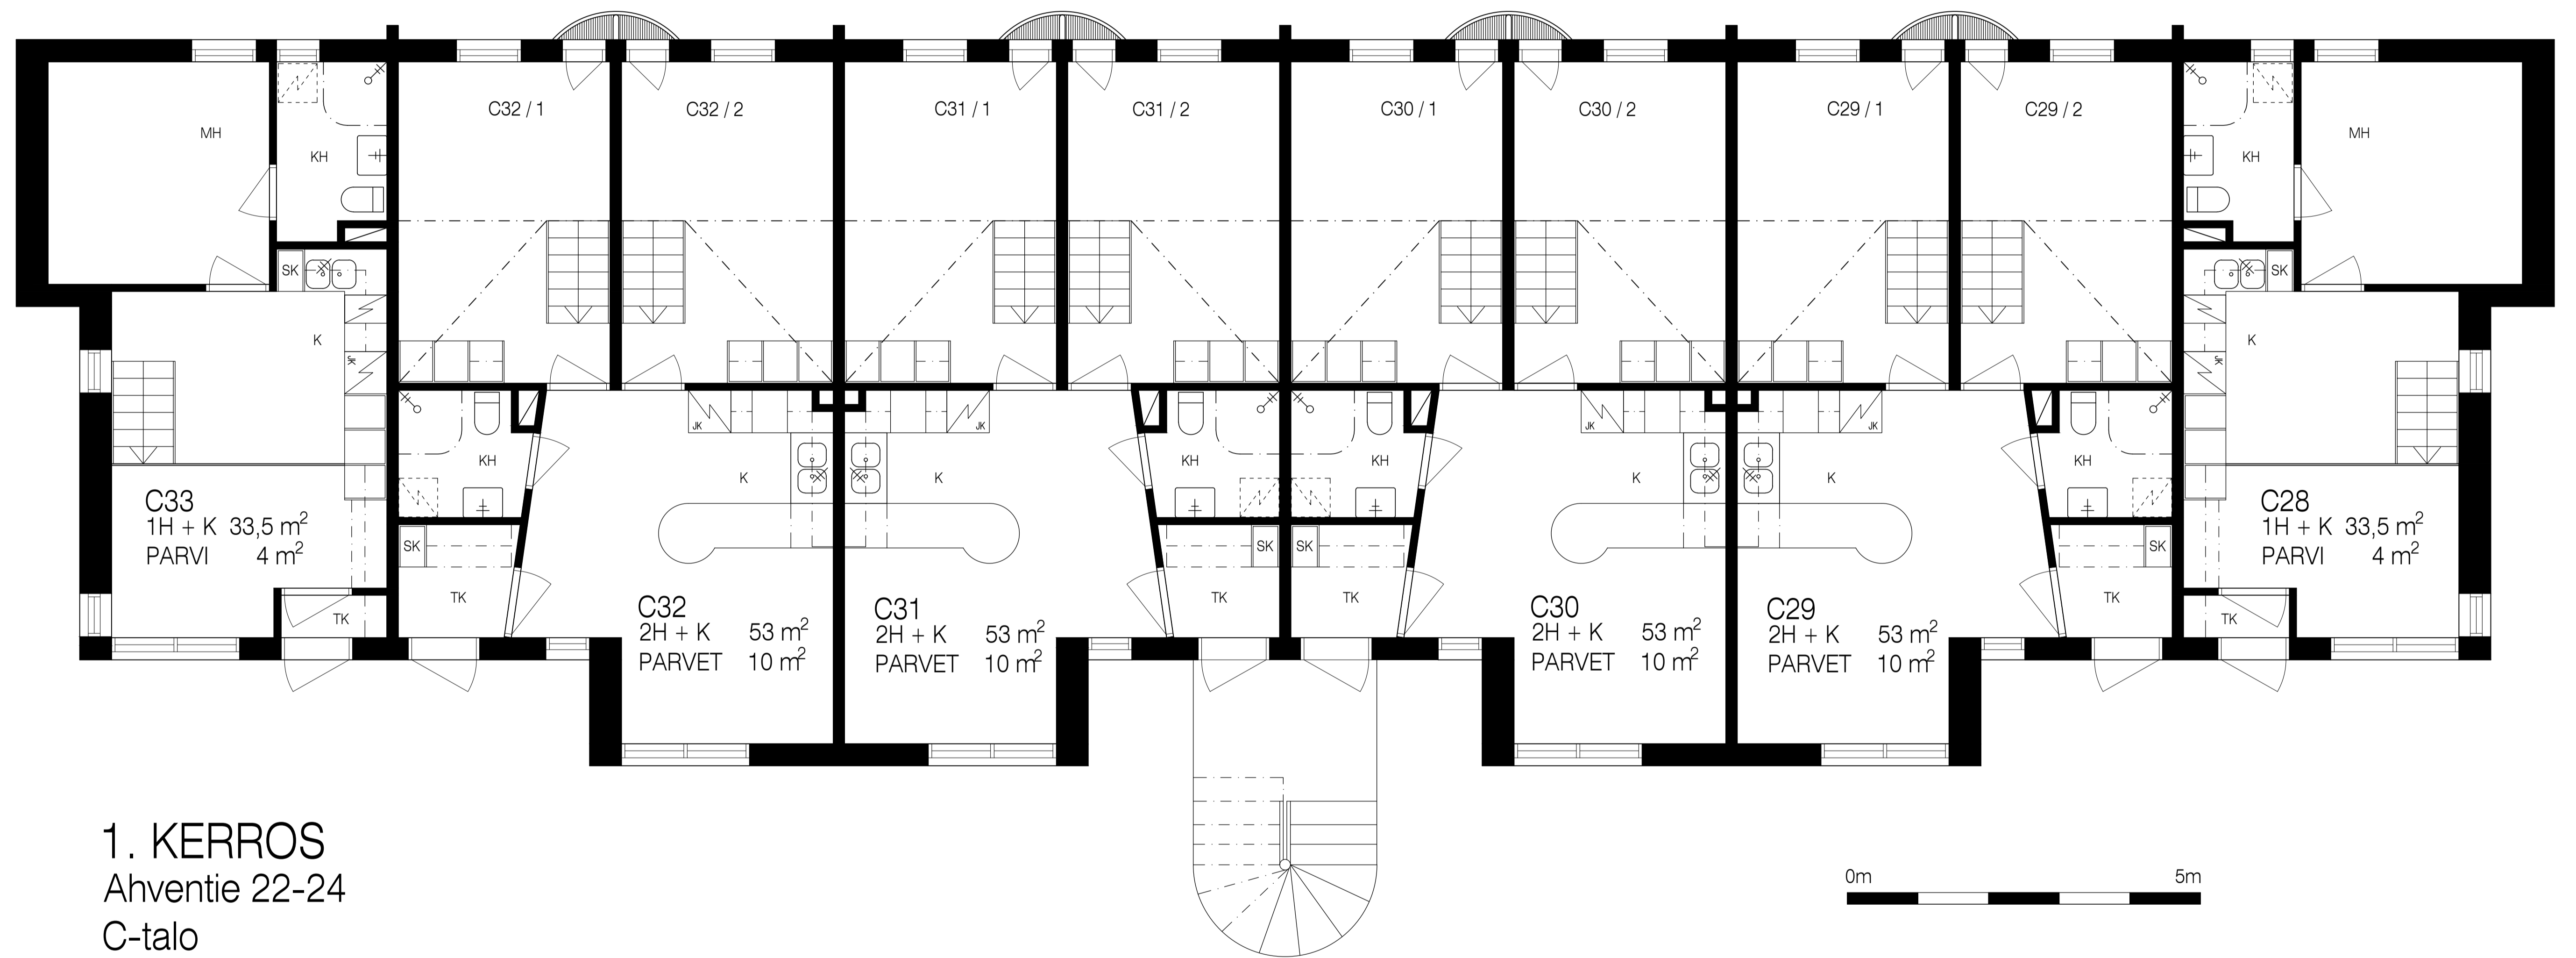 C32 / 1
C32 / 2
C31 / 1
C31 / 2
C30 / 1
C30 / 2
C29 / 1
C29 / 2
MH
KH
KH
MH
SK
SK
K
JK
K
JK
JK
JK
JK
JK
KH
K
K
KH
KH
K
K
KH
C33
1H + K 33,5 m²
PARVI 4 m²
C28
1H + K 33,5 m²
PARVI 4 m²
SK
SK
SK
SK
TK
TK
TK
TK
TK
TK
C32
2H + K 53 m²
PARVET 10 m²
C31
2H + K 53 m²
PARVET 10 m²
C30
2H + K 53 m²
PARVET 10 m²
C29
2H + K 53 m²
PARVET 10 m²
1. KERROS
Ahventie 22-24
C-talo
0m
5m